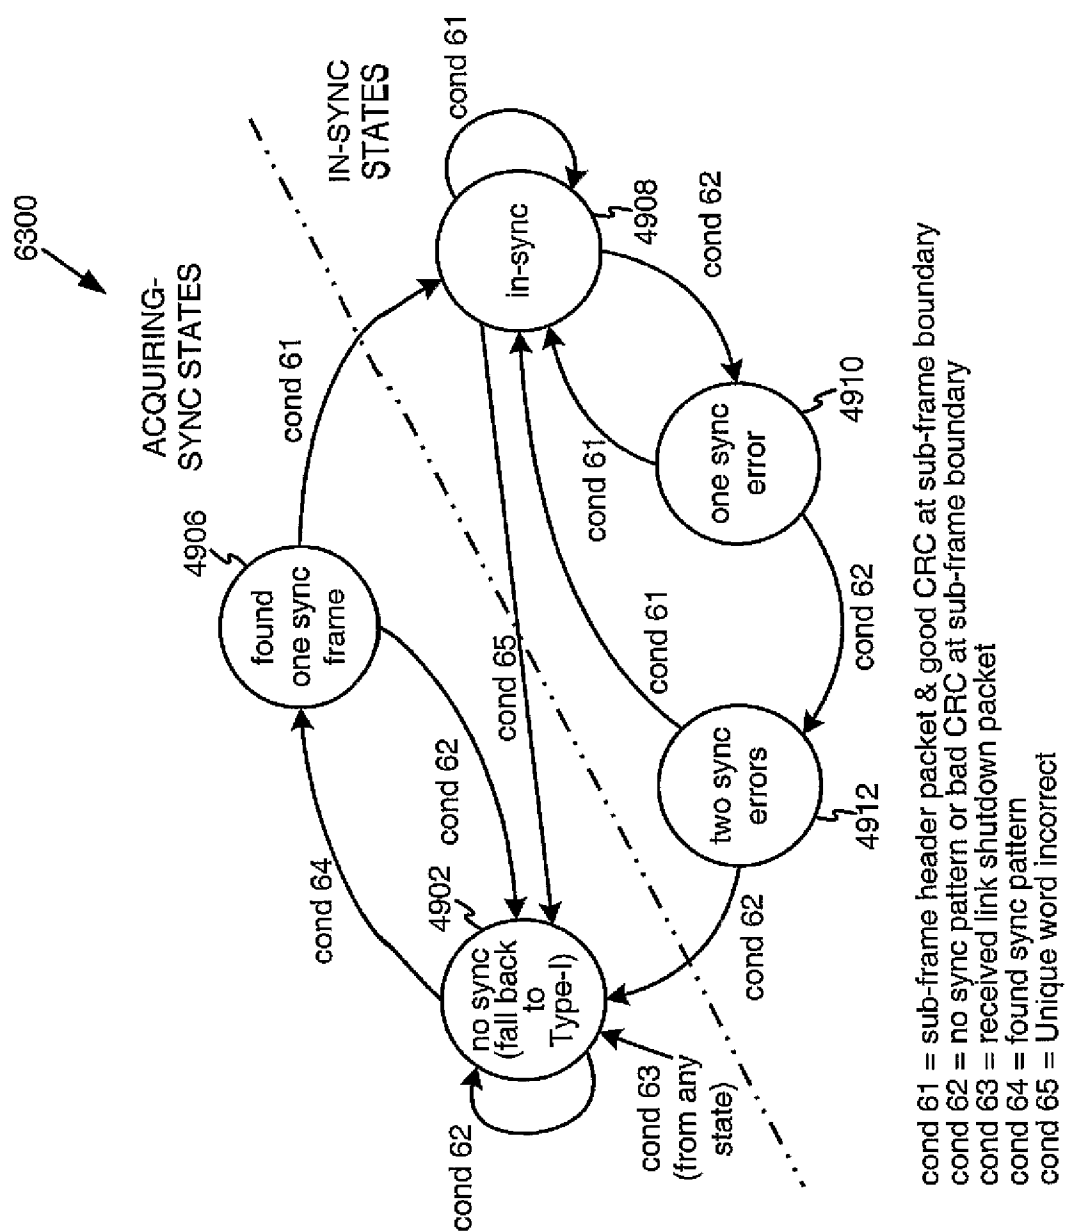 6300
ACQUIRING-
SYNC STATES
IN-SYNC
STATES
4906
found
one sync
frame
cond 61
cond 61
in-sync
4908
cond 64
cond 62
cond 65
cond 62
4902
no sync
(fall back
to
Type-I)
cond 61
cond 61
one sync
error
4910
cond 62
cond 63
(from any
state)
cond 62
two sync
errors
4912
cond 62
cond 61 = sub-frame header packet & good CRC at sub-frame boundary
cond 62 = no sync pattern or bad CRC at sub-frame boundary
cond 63 = received link shutdown packet
cond 64 = found sync pattern
cond 65 = Unique word incorrect